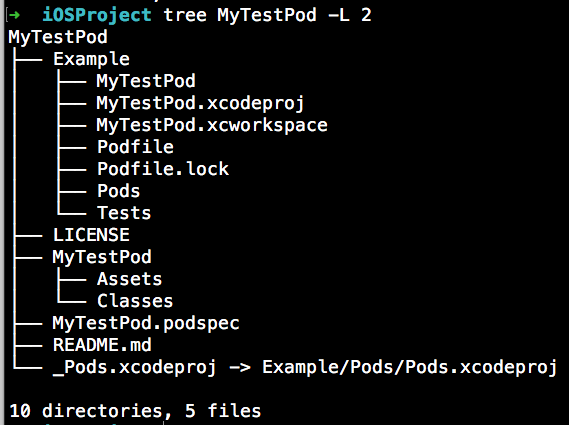 ➜ iOSProject tree MyTestPod -L 2
MyTestPod
├── Example
│   ├── MyTestPod
│   ├── MyTestPod.xcodeproj
│   ├── MyTestPod.xcworkspace
│   ├── Podfile
│   ├── Podfile.lock
│   ├── Pods
│   └── Tests
├── LICENSE
├── MyTestPod
│   ├── Assets
│   └── Classes
├── MyTestPod.podspec
├── README.md
└── _Pods.xcodeproj -> Example/Pods/Pods.xcodeproj
10 directories, 5 files